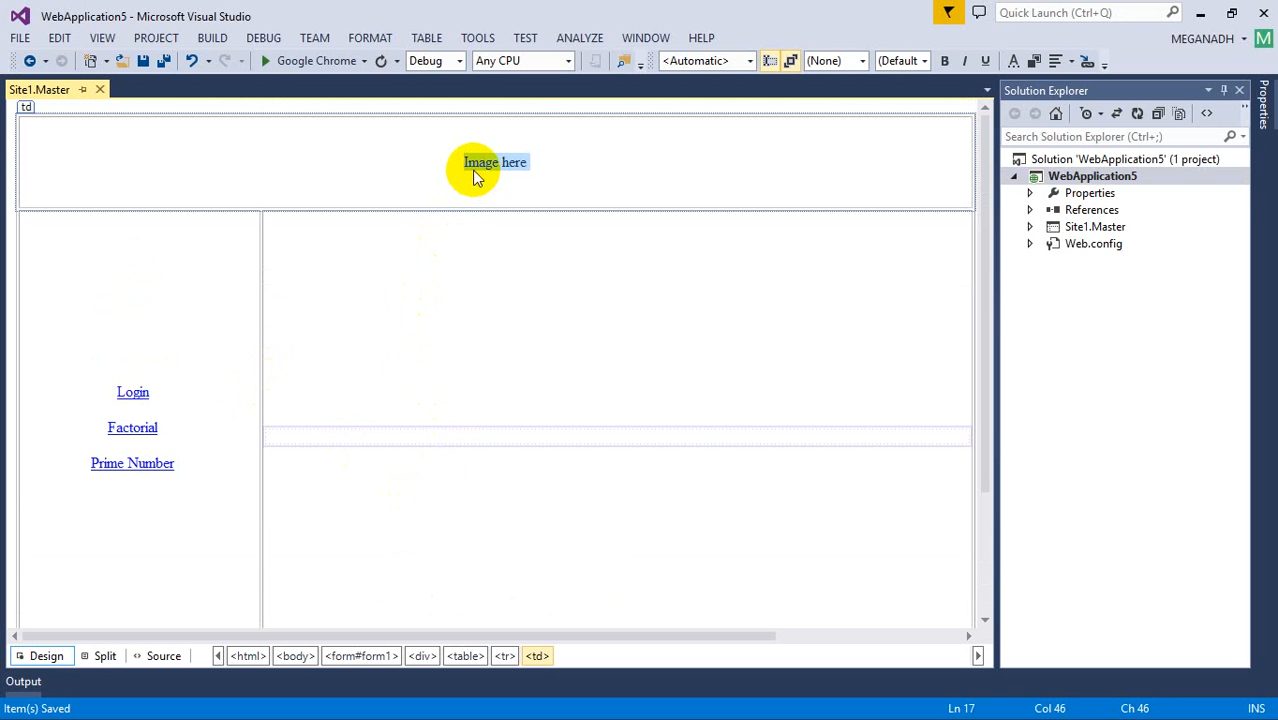 WebApplication5 - Microsoft Visual Studio
Quick Launch (Ctrl+Q)
FILE EDIT VIEW PROJECT BUILD DEBUG TEAM FORMAT TABLE TOOLS TEST ANALYZE WINDOW HELP
MEGANADH M
Google Chrome Debug Any CPU <Automatic> (None) (Default B I U A
Site1.Master
Solution Explorer
Properties
td
Search Solution Explorer (Ctrl+;)
Image here
Solution 'WebApplication5' (1 project)
WebApplication5
Properties
References
Site1.Master
Web.config
Login
Factorial
Prime Number
Design Split Source <html> <body> <form#form1> <div> <table> <tr> <td>
Output
Item(s) Saved Ln 17 Col 46 Ch 46 INS